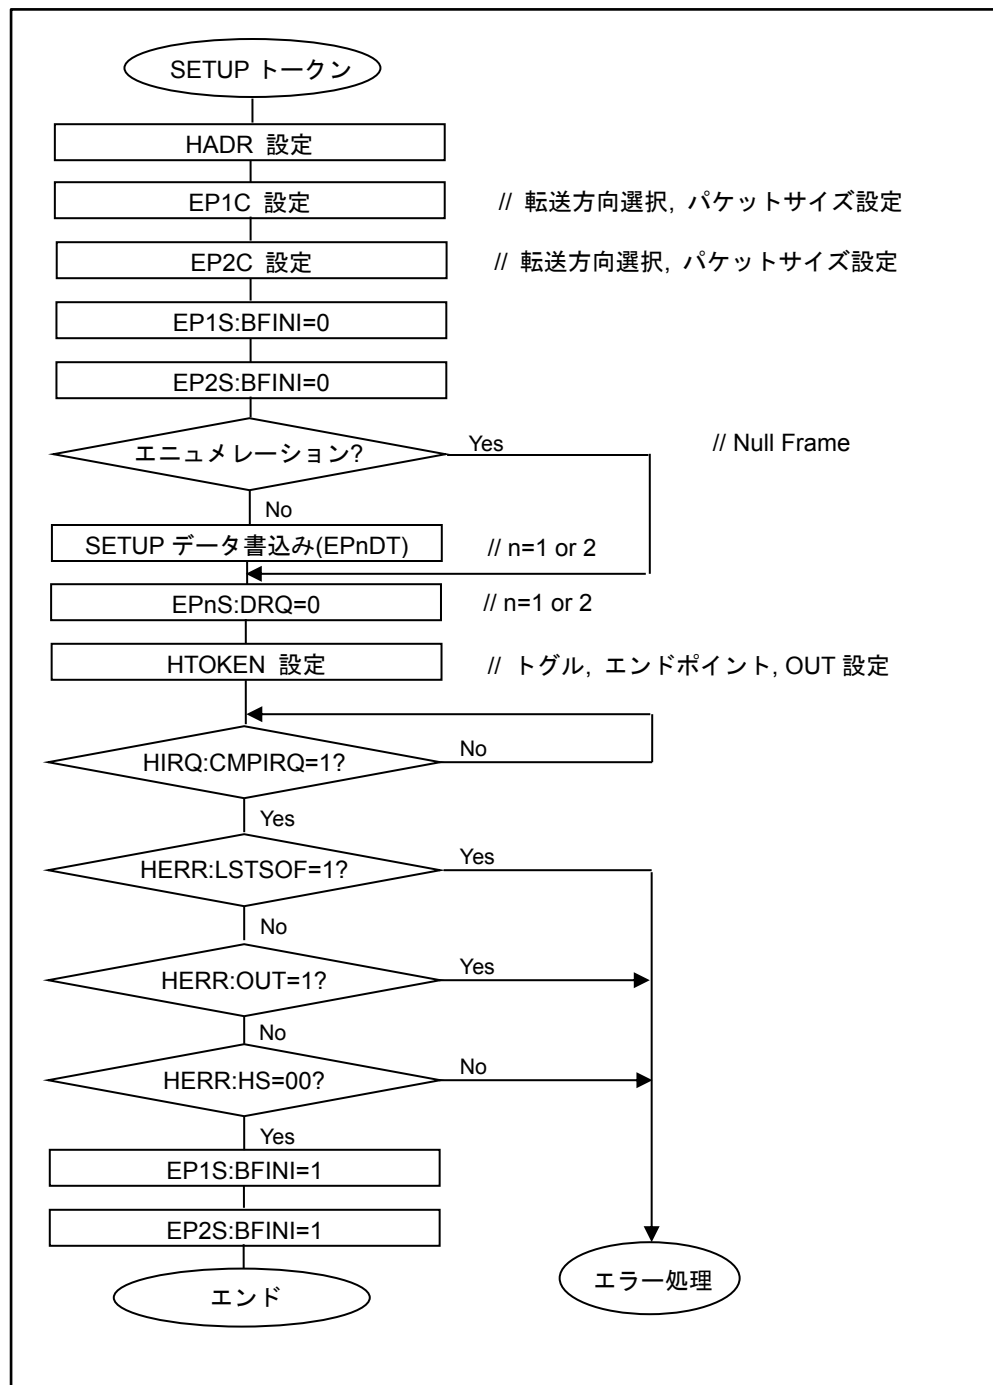 SETUP トークン
HADR 設定
EP1C 設定 // 転送方向選択, パケットサイズ設定
EP2C 設定 // 転送方向選択, パケットサイズ設定
EP1S:BFINI=0
EP2S:BFINI=0
エニュメレーション? Yes // Null Frame
No
SETUP データ書込み(EPnDT) // n=1 or 2
EPnS:DRQ=0 // n=1 or 2
HTOKEN 設定 // トグル, エンドポイント, OUT 設定
HIRQ:CMPIRQ=1? No
Yes
HERR:LSTSOF=1? Yes
No
HERR:OUT=1? Yes
No
HERR:HS=00? No
Yes
EP1S:BFINI=1
EP2S:BFINI=1
エンド エラー処理